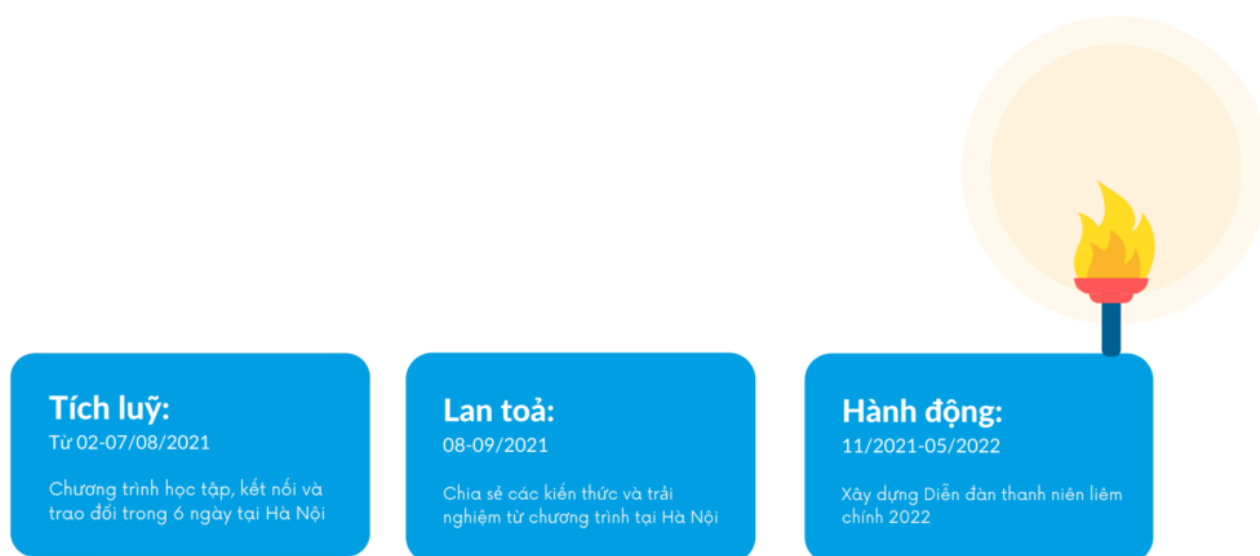 Tích luỹ:
Từ 02-07/08/2021
Chương trình học tập, kết nối và
trao đổi trong 6 ngày tại Hà Nội
Lan toả:
08-09/2021
Chia sẻ các kiến thức và trải
nghiệm từ chương trình tại Hà Nội
Hành động:
11/2021-05/2022
Xây dựng Diễn đàn thanh niên liêm
chính 2022